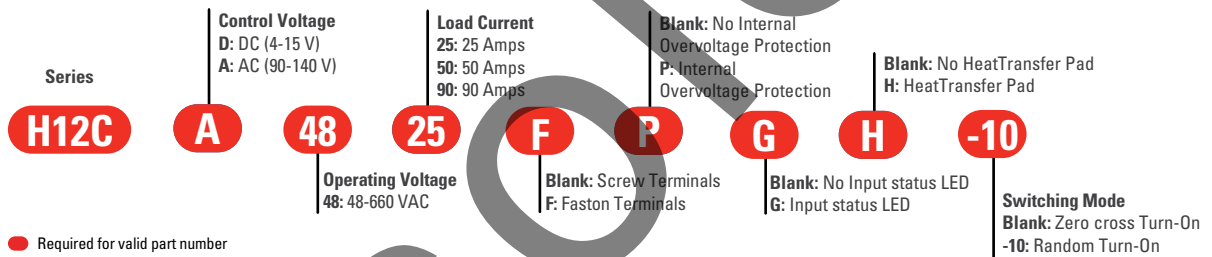 Series
Control Voltage
D: DC (4-15 V)
A: AC (90-140 V)
Load Current
25: 25 Amps
50: 50 Amps
90: 90 Amps
Blank: No Internal
Overvoltage Protection
P: Internal
Overvoltage Protection
Blank: No HeatTransfer Pad
H: HeatTransfer Pad
H12C A 48 25 F P G H -10
Operating Voltage
48: 48-660 VAC
Blank: Screw Terminals
F: Faston Terminals
Blank: No Input status LED
G: Input status LED
Switching Mode
Blank: Zero cross Turn-On
-10: Random Turn-On
Required for valid part number